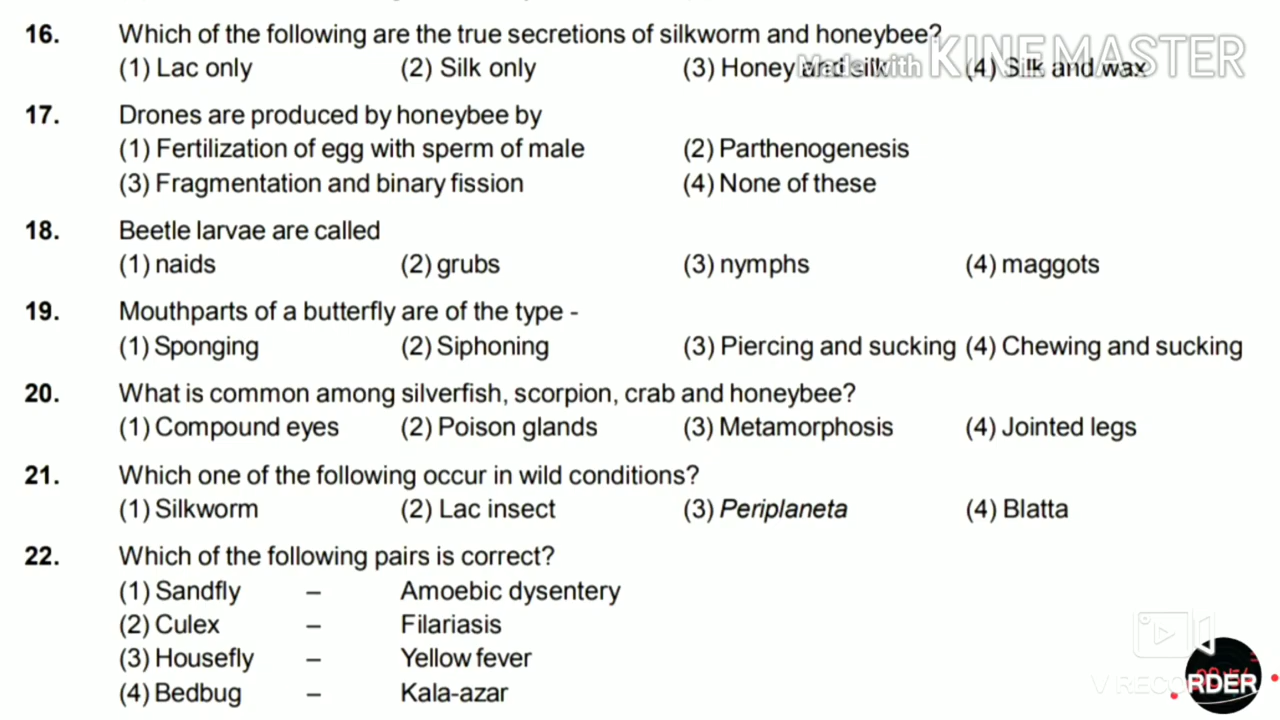 16. Which of the following are the true secretions of silkworm and honeybee?
(1) Lac only (2) Silk only (3) Honey and silk (4) Silk and wax
Made with KINEMASTER
17. Drones are produced by honeybee by
(1) Fertilization of egg with sperm of male (2) Parthenogenesis
(3) Fragmentation and binary fission (4) None of these
18. Beetle larvae are called
(1) naids (2) grubs (3) nymphs (4) maggots
19. Mouthparts of a butterfly are of the type -
(1) Sponging (2) Siphoning (3) Piercing and sucking (4) Chewing and sucking
20. What is common among silverfish, scorpion, crab and honeybee?
(1) Compound eyes (2) Poison glands (3) Metamorphosis (4) Jointed legs
21. Which one of the following occur in wild conditions?
(1) Silkworm (2) Lac insect (3) Periplaneta (4) Blatta
22. Which of the following pairs is correct?
(1) Sandfly – Amoebic dysentery
(2) Culex – Filariasis
(3) Housefly – Yellow fever
(4) Bedbug – Kala-azar
V RECORDER